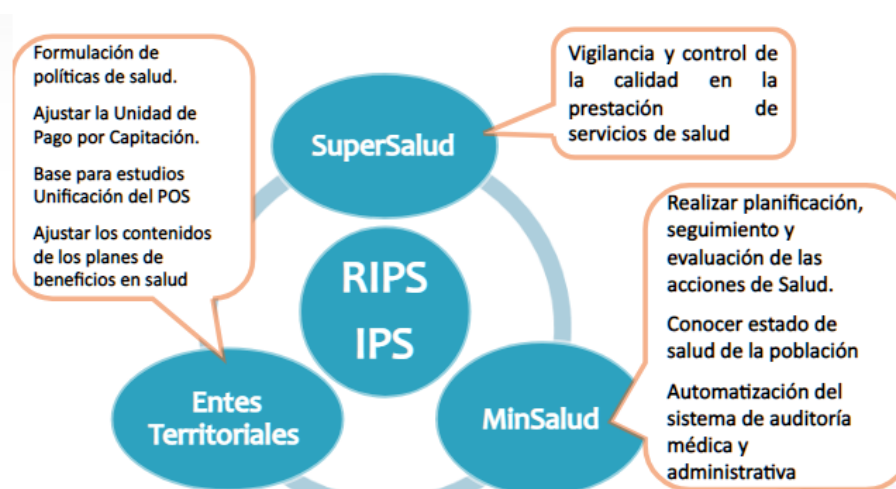 Formulación de
políticas de salud.
Ajustar la Unidad de
Pago por Capitación.
Base para estudios
Unificación del POS
Ajustar los contenidos
de los planes de
beneficios en salud
SuperSalud
Vigilancia y control de
la calidad en la
prestación de
servicios de salud
RIPS
IPS
Entes
Territoriales
MinSalud
Realizar planificación,
seguimiento y
evaluación de las
acciones de Salud.
Conocer estado de
salud de la población
Automatización del
sistema de auditoría
médica y
administrativa